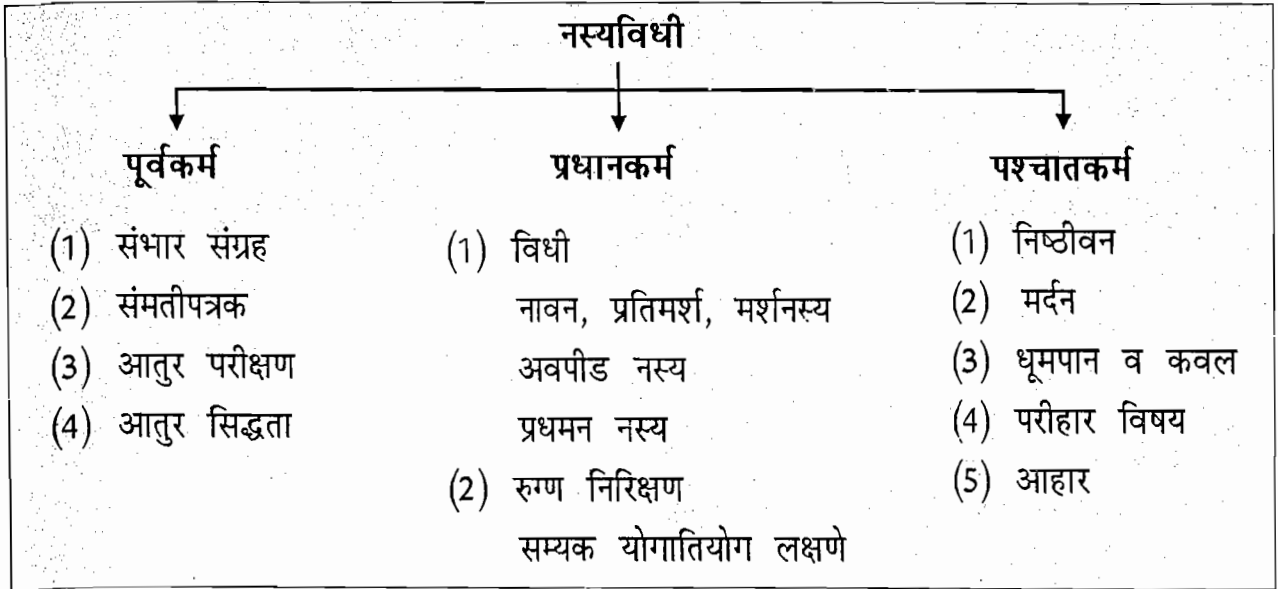 नस्यविधी
पूर्वकर्म
(1) संभार संग्रह
(2) संमतीपत्रक
(3) आतुर परीक्षण
(4) आतुर सिद्धता
प्रधानकर्म
(1) विधी
नावन, प्रतिमर्श, मर्शनस्य
अवपीड नस्य
प्रधमन नस्य
(2) रुग्ण निरिक्षण
सम्यक योगातियोग लक्षणे
पश्चातकर्म
(1) निष्ठीवन
(2) मर्दन
(3) धूमपान व कवल
(4) परीहार विषय
(5) आहार